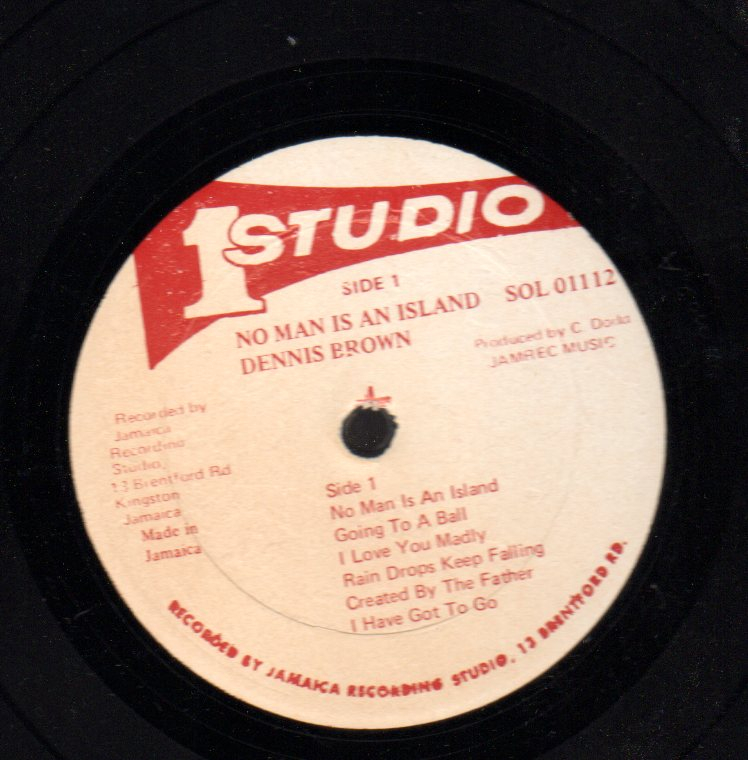 1 STUDIO
SIDE 1
NO MAN IS AN ISLAND SOL 01112
DENNIS BROWN
Produced by C. Dodd
JAMREC MUSIC
Recorded by
Jamaica
Recording
Studio,
13 Brentford Rd
Kingston
Jamaica
Made in
Jamaica
Side 1
No Man Is An Island
Going To A Ball
I Love You Madly
Rain Drops Keep Falling
Created By The Father
I Have Got To Go
RECORDED BY JAMAICA RECORDING STUDIO, 13 BRENTFORD RD.